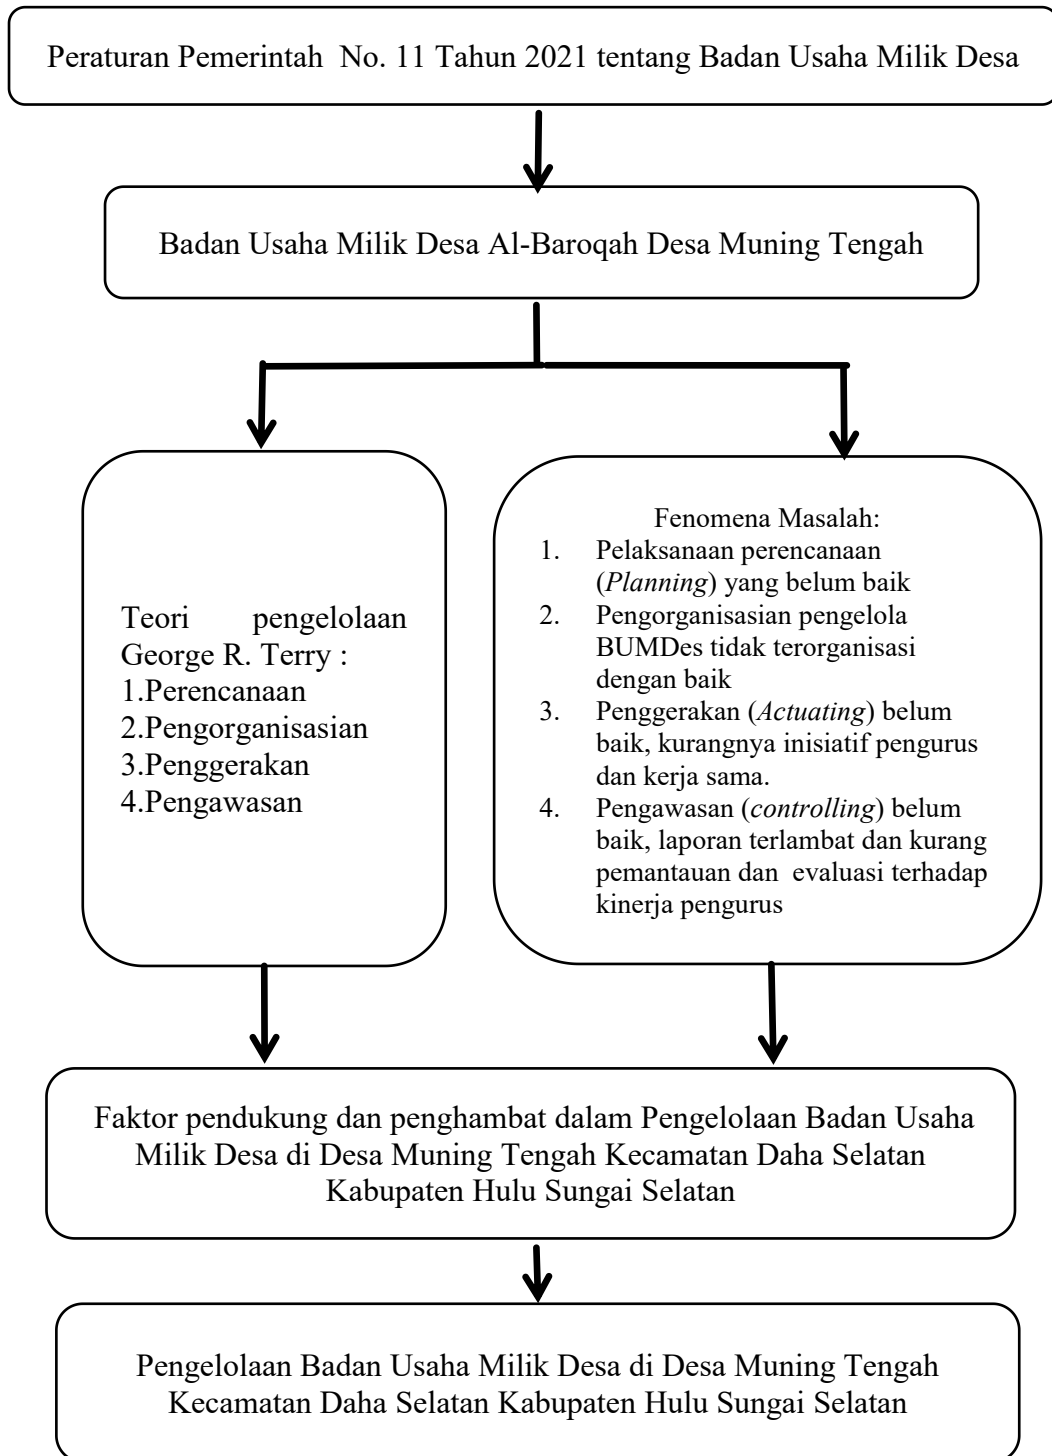 Peraturan Pemerintah  No. 11 Tahun 2021 tentang Badan Usaha Milik Desa
Badan Usaha Milik Desa Al-Baroqah Desa Muning Tengah
Teori pengelolaan
George R. Terry :
1.Perencanaan
2.Pengorganisasian
3.Penggerakan
4.Pengawasan
Fenomena Masalah:
1. Pelaksanaan perencanaan
(Planning) yang belum baik
2. Pengorganisasian pengelola
BUMDes tidak terorganisasi
dengan baik
3. Penggerakan (Actuating) belum
baik, kurangnya inisiatif pengurus
dan kerja sama.
4. Pengawasan (controlling) belum
baik, laporan terlambat dan kurang
pemantauan dan  evaluasi terhadap
kinerja pengurus
Faktor pendukung dan penghambat dalam Pengelolaan Badan Usaha
Milik Desa di Desa Muning Tengah Kecamatan Daha Selatan
Kabupaten Hulu Sungai Selatan
Pengelolaan Badan Usaha Milik Desa di Desa Muning Tengah
Kecamatan Daha Selatan Kabupaten Hulu Sungai Selatan